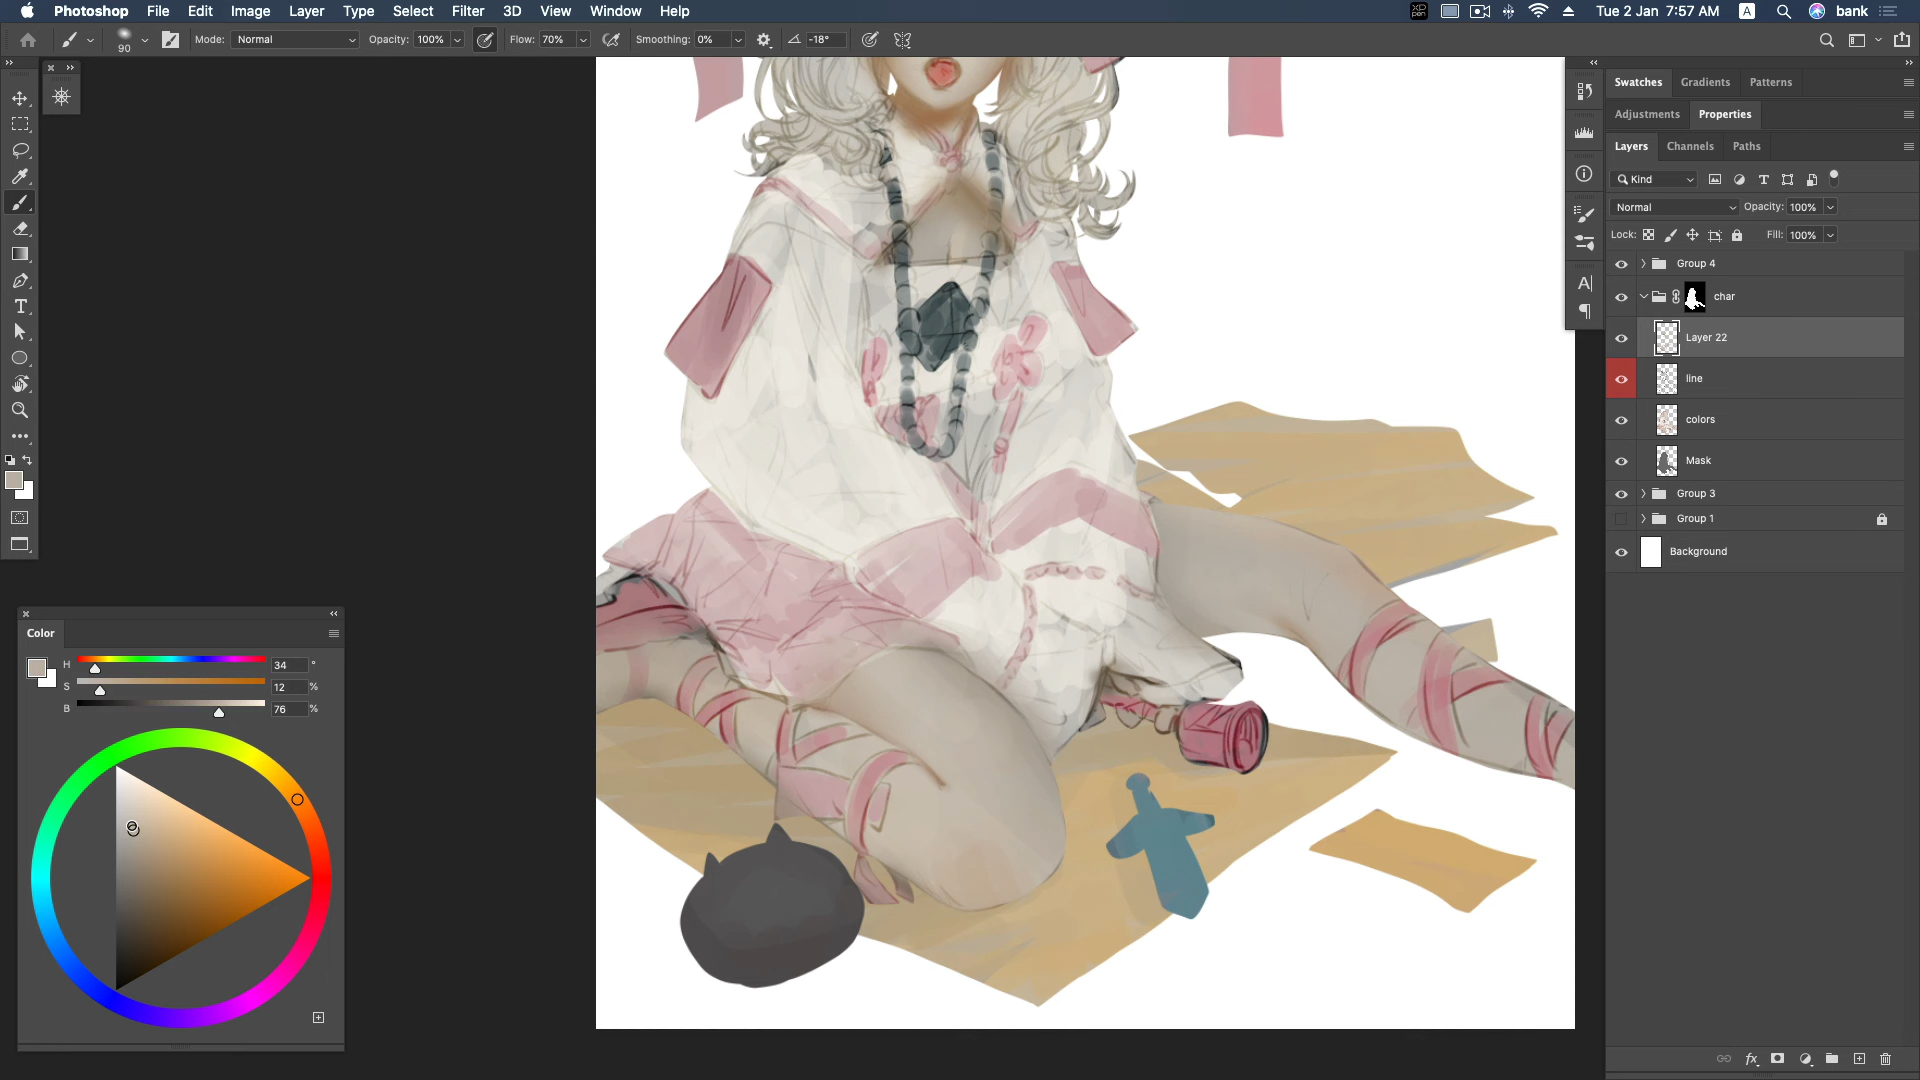 Photoshop File Edit Image Layer Type Select Filter 3D View Window Help
XP PEN Tue 2 Jan 7:57 AM A bank
90 Mode: Normal Opacity: 100% Flow: 70% Smoothing: 0% -18°
Swatches Gradients Patterns
Adjustments Properties
Layers Channels Paths
Kind
Normal Opacity: 100%
Lock: Fill: 100%
Group 4
char
Layer 22
line
colors
Mask
Group 3
Group 1
Background
Color
H 34 °
S 12 %
B 76 %